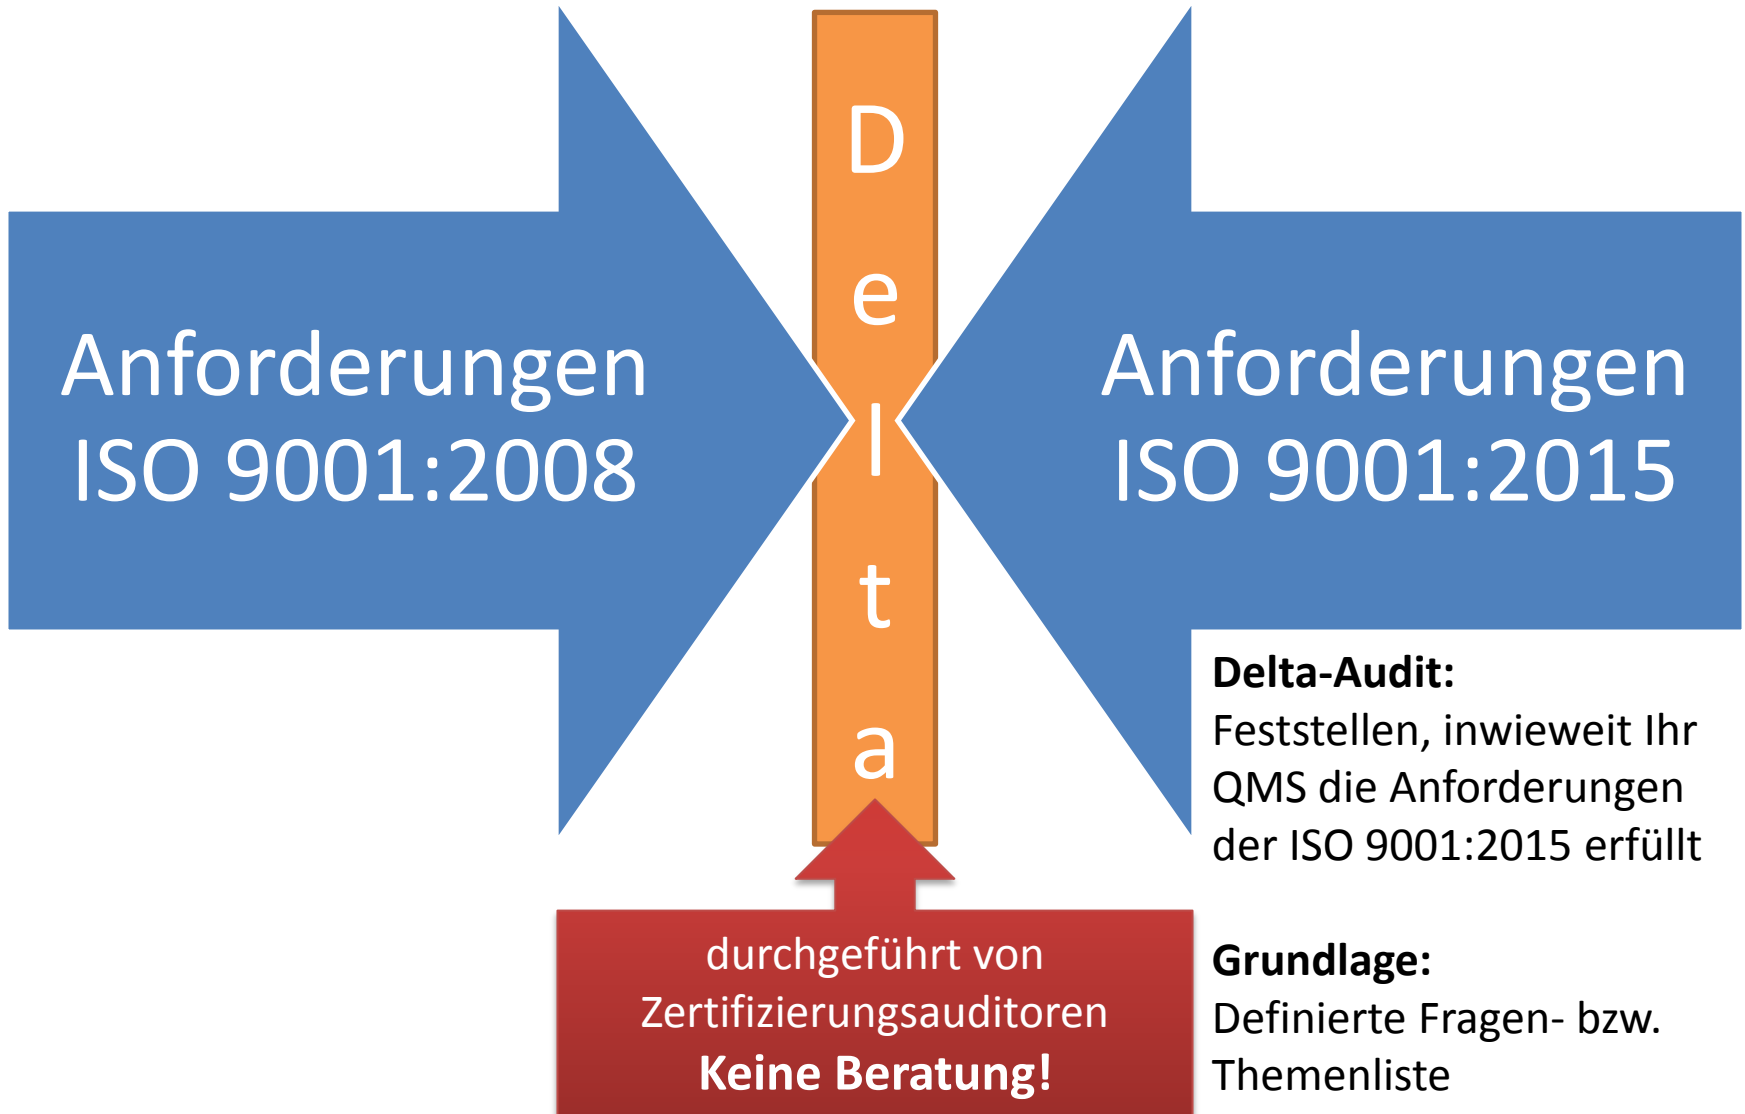 Anforderungen
ISO 9001:2008
Delta
Anforderungen
ISO 9001:2015
Delta-Audit:
Feststellen, inwieweit Ihr
QMS die Anforderungen
der ISO 9001:2015 erfüllt
durchgeführt von
Zertifizierungsauditoren
Keine Beratung!
Grundlage:
Definierte Fragen- bzw.
Themenliste